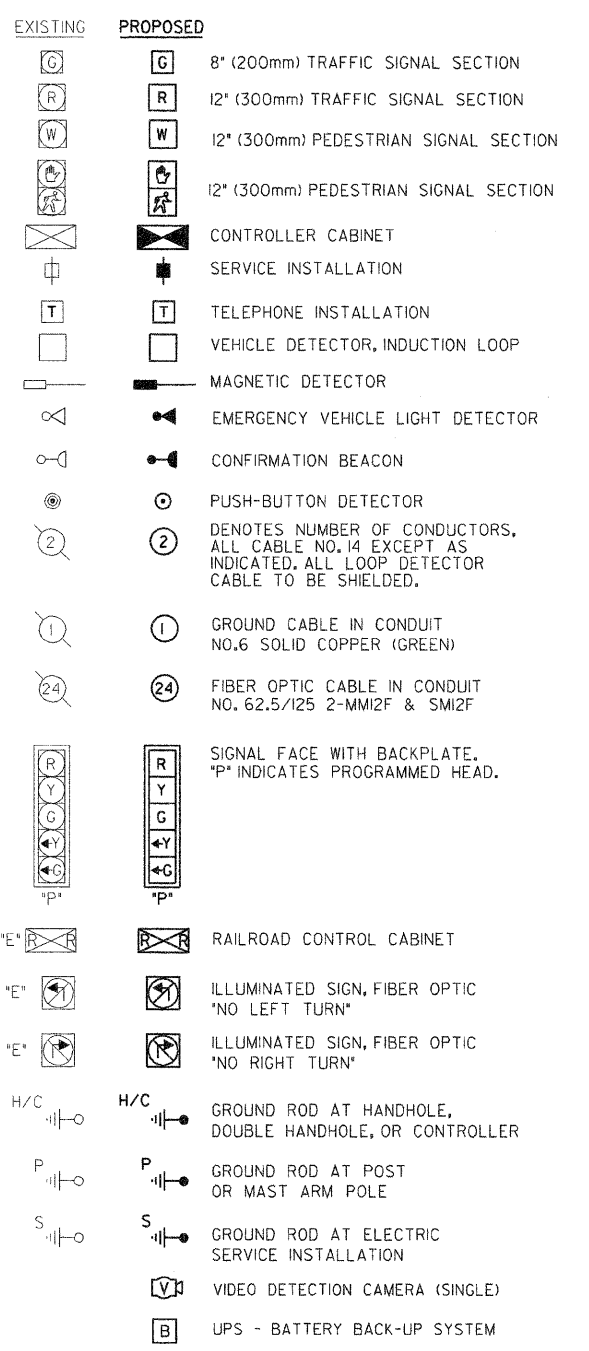 EXISTING PROPOSED
G G 8" (200mm) TRAFFIC SIGNAL SECTION
R R 12" (300mm) TRAFFIC SIGNAL SECTION
W W 12" (300mm) PEDESTRIAN SIGNAL SECTION
12" (300mm) PEDESTRIAN SIGNAL SECTION
CONTROLLER CABINET
SERVICE INSTALLATION
T T TELEPHONE INSTALLATION
VEHICLE DETECTOR, INDUCTION LOOP
MAGNETIC DETECTOR
EMERGENCY VEHICLE LIGHT DETECTOR
CONFIRMATION BEACON
PUSH-BUTTON DETECTOR
2 2 DENOTES NUMBER OF CONDUCTORS,
ALL CABLE NO. 14 EXCEPT AS
INDICATED. ALL LOOP DETECTOR
CABLE TO BE SHIELDED.
1 1 GROUND CABLE IN CONDUIT
NO.6 SOLID COPPER (GREEN)
24 24 FIBER OPTIC CABLE IN CONDUIT
NO. 62.5/125 2-MM12F & SM12F
R R SIGNAL FACE WITH BACKPLATE.
"P" INDICATES PROGRAMMED HEAD.
Y Y
G G
Y Y
G G
"P" "P"
"E" R R R R RAILROAD CONTROL CABINET
"E" ILLUMINATED SIGN, FIBER OPTIC
"NO LEFT TURN"
"E" R R ILLUMINATED SIGN, FIBER OPTIC
"NO RIGHT TURN"
H/C H/C GROUND ROD AT HANDHOLE,
DOUBLE HANDHOLE, OR CONTROLLER
P P GROUND ROD AT POST
OR MAST ARM POLE
S S GROUND ROD AT ELECTRIC
SERVICE INSTALLATION
V VIDEO DETECTION CAMERA (SINGLE)
B UPS - BATTERY BACK-UP SYSTEM